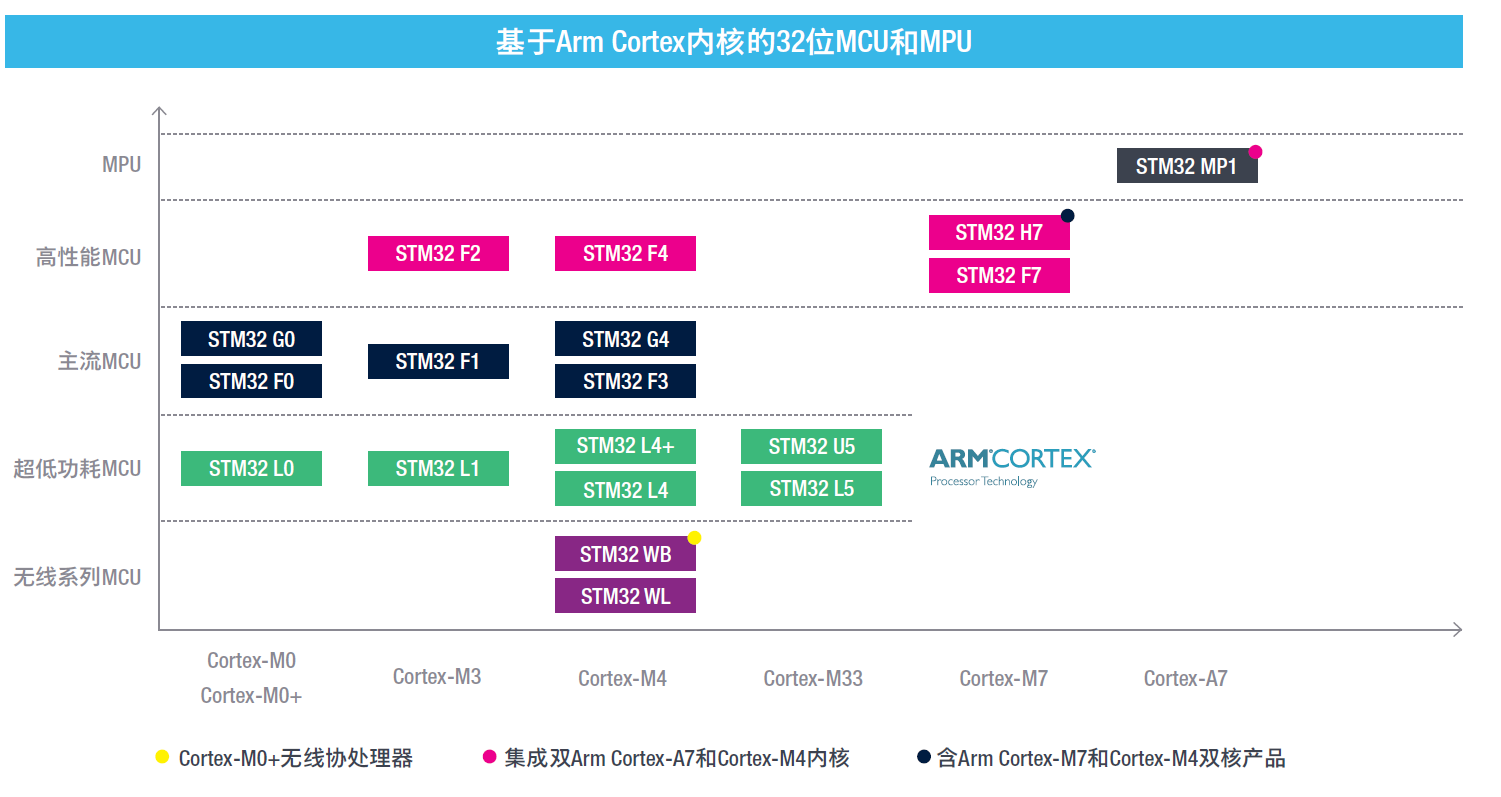 基于Arm Cortex内核的32位MCU和MPU
MPU
STM32 MP1
高性能MCU
STM32 F2
STM32 F4
STM32 H7
STM32 F7
主流MCU
STM32 G0
STM32 F0
STM32 F1
STM32 G4
STM32 F3
超低功耗MCU
STM32 L0
STM32 L1
STM32 L4+
STM32 L4
STM32 U5
STM32 L5
ARM®CORTEX®
Processor Technology
无线系列MCU
STM32 WB
STM32 WL
Cortex-M0
Cortex-M0+
Cortex-M3
Cortex-M4
Cortex-M33
Cortex-M7
Cortex-A7
Cortex-M0+无线协处理器
集成双Arm Cortex-A7和Cortex-M4内核
含Arm Cortex-M7和Cortex-M4双核产品